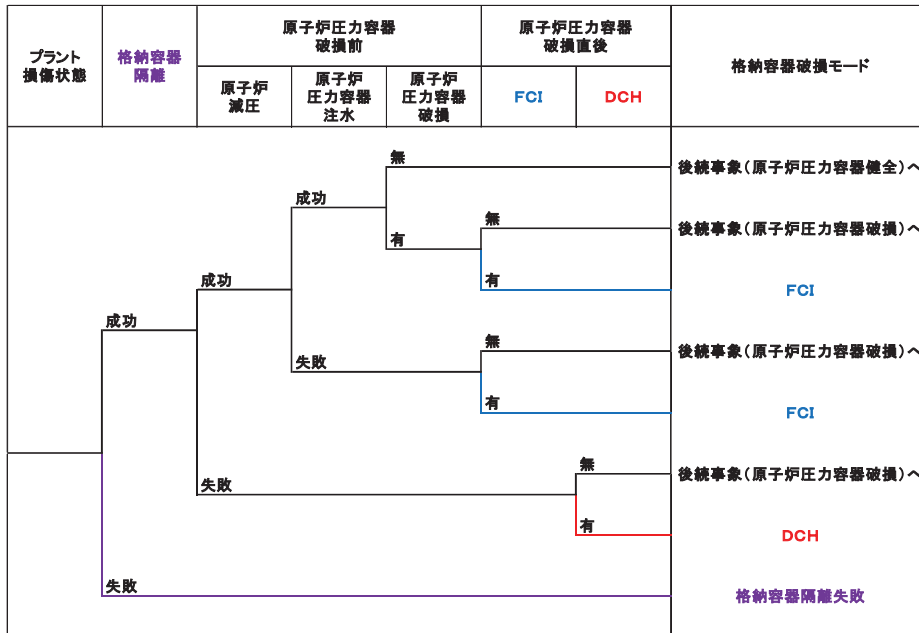 プラント
損傷状態
格納容器
隔離
原子炉圧力容器
破損前
原子炉圧力容器
破損直後
格納容器破損モード
原子炉
減圧
原子炉
圧力容器
注水
原子炉
圧力容器
破損
FCI
DCH
無
後続事象(原子炉圧力容器健全)へ
成功
無
後続事象(原子炉圧力容器破損)へ
有
成功
有
FCI
成功
無
後続事象(原子炉圧力容器破損)へ
失敗
有
FCI
無
後続事象(原子炉圧力容器破損)へ
失敗
有
DCH
失敗
格納容器隔離失敗